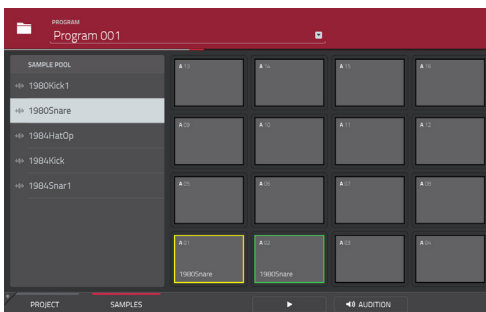 PROGRAM
Program 001
SAMPLE POOL
1980Kick1
1980Snare
1984HatOp
1984Kick
1984Snar1
A 13
A 14
A 15
A 16
A 09
A 10
A 11
A 12
A 05
A 06
A 07
A 08
A 01
A 02
A 03
A 04
1980Snare
1980Snare
PROJECT
SAMPLES
AUDITION